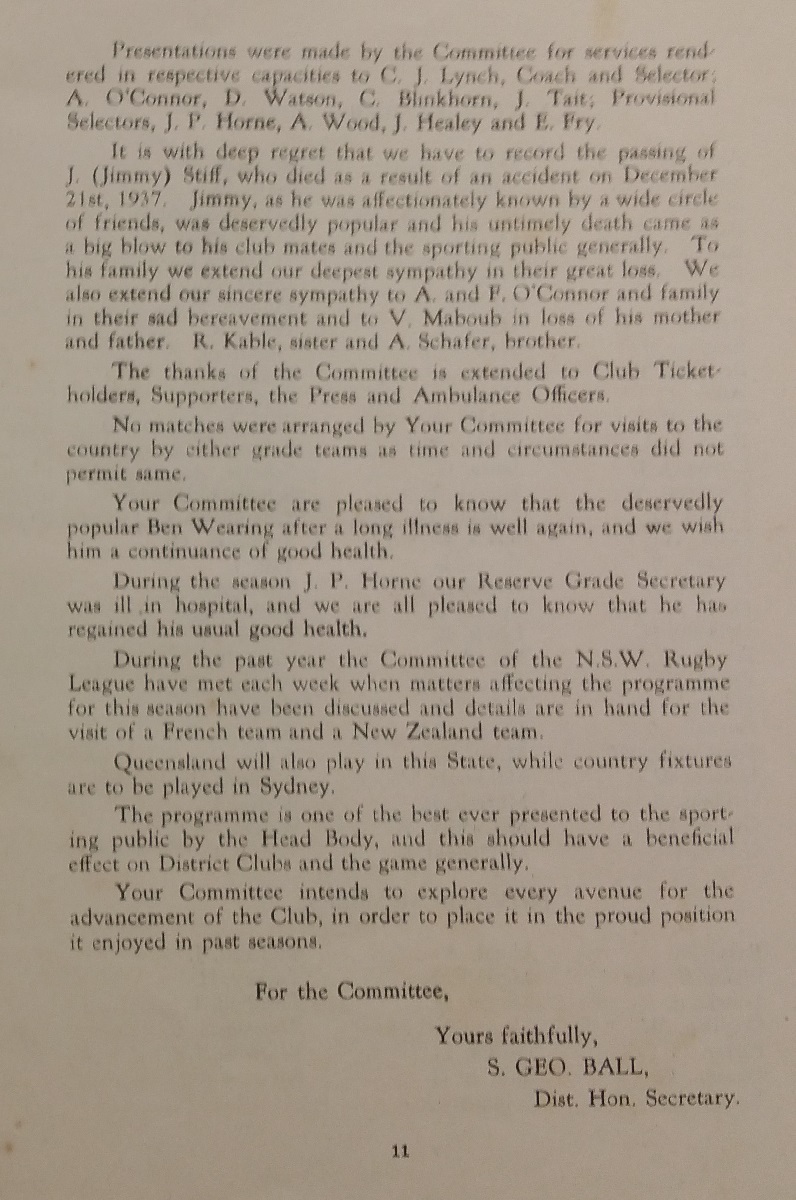 Presentations were made by the Committee for services rend-
ered in respective capacities to C. J. Lynch, Coach and Selector;
A. O'Connor, D. Watson, C. Blinkhorn, J. Tait; Provisional
Selectors, J. P. Horne, A. Wood, J. Healey and E. Fry.
It is with deep regret that we have to record the passing of
J. (Jimmy) Stiff, who died as a result of an accident on December
21st, 1937. Jimmy, as he was affectionately known by a wide circle
of friends, was deservedly popular and his untimely death came as
a big blow to his club mates and the sporting public generally. To
his family we extend our deepest sympathy in their great loss. We
also extend our sincere sympathy to A. and F. O'Connor and family
in their sad bereavement and to V. Maboub in loss of his mother
and father. R. Kable, sister and A. Schafer, brother.
The thanks of the Committee is extended to Club Ticket-
holders, Supporters, the Press and Ambulance Officers.
No matches were arranged by Your Committee for visits to the
country by either grade teams as time and circumstances did not
permit same.
Your Committee are pleased to know that the deservedly
popular Ben Wearing after a long illness is well again, and we wish
him a continuance of good health.
During the season J. P. Horne our Reserve Grade Secretary
was ill in hospital, and we are all pleased to know that he has
regained his usual good health.
During the past year the Committee of the N.S.W. Rugby
League have met each week when matters affecting the programme
for this season have been discussed and details are in hand for the
visit of a French team and a New Zealand team.
Queensland will also play in this State, while country fixtures
are to be played in Sydney.
The programme is one of the best ever presented to the sport-
ing public by the Head Body, and this should have a beneficial
effect on District Clubs and the game generally.
Your Committee intends to explore every avenue for the
advancement of the Club, in order to place it in the proud position
it enjoyed in past seasons.
For the Committee,
Yours faithfully,
S. GEO. BALL,
Dist. Hon. Secretary.
11